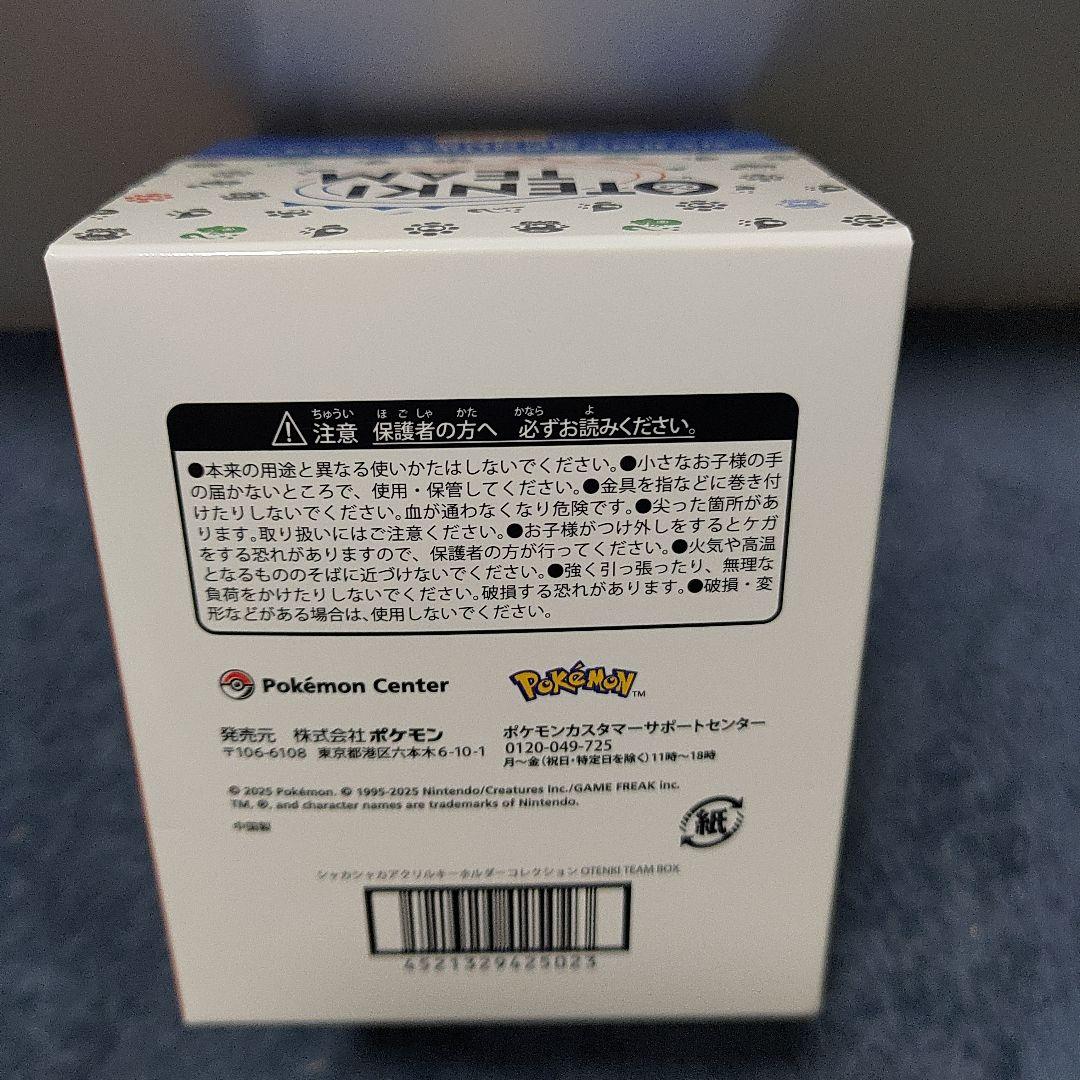 OTENKI
TEAM
ちゅうい ほごしゃ かた かなら よ
注意 保護者の方へ 必ずお読みください。
●本来の用途と異なる使いかたはしないでください。●小さなお子様の手
の届かないところで、使用・保管してください。●金具を指などに巻き付
けたりしないでください。血が通わなくなり危険です。●尖った箇所があ
ります。取り扱いにはご注意ください。●お子様がつけ外しをするとケガ
をする恐れがありますので、保護者の方が行ってください。●火気や高温
となるもののそばに近づけないでください。●強く引っ張ったり、無理な
負荷をかけたりしないでください。破損する恐れがあります。●破損・変
形などがある場合は、使用しないでください。
Pokémon Center
POKéMON TM
発売元 株式会社ポケモン
〒106-6108 東京都港区六本木6-10-1
ポケモンカスタマーサポートセンター
0120-049-725
月〜金(祝日・特定日を除く)11時〜18時
© 2025 Pokémon. © 1995-2025 Nintendo/Creatures Inc./GAME FREAK inc.
TM, ®, and character names are trademarks of Nintendo.
中国製
紙
シャカシャカアクリルキーホルダーコレクション OTENKI TEAM BOX
4521329425023